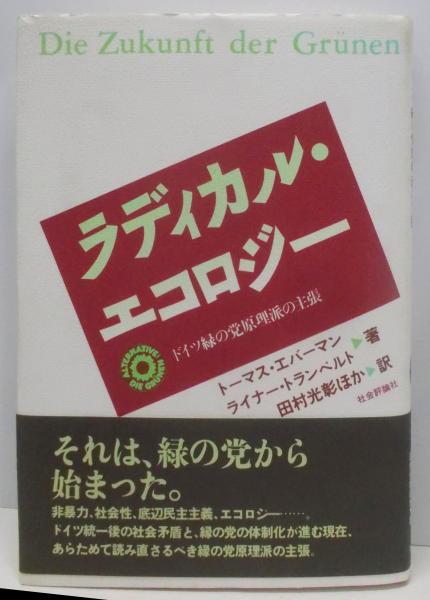 Die Zukunft der Grünen
ラディカル・
エコロジー
ドイツ緑の党原理派の主張
ALTERNATIVE!
DIE GRÜNEN
トーマス・エバーマン
ライナー・トランペルト
著
田村光彰ほか 訳
社会評論社
それは、緑の党から
始まった。
非暴力、社会性、底辺民主主義、エコロジー……。
ドイツ統一後の社会矛盾と、緑の党の体制化が進む現在、
あらためて読み直さるべき緑の党原理派の主張。